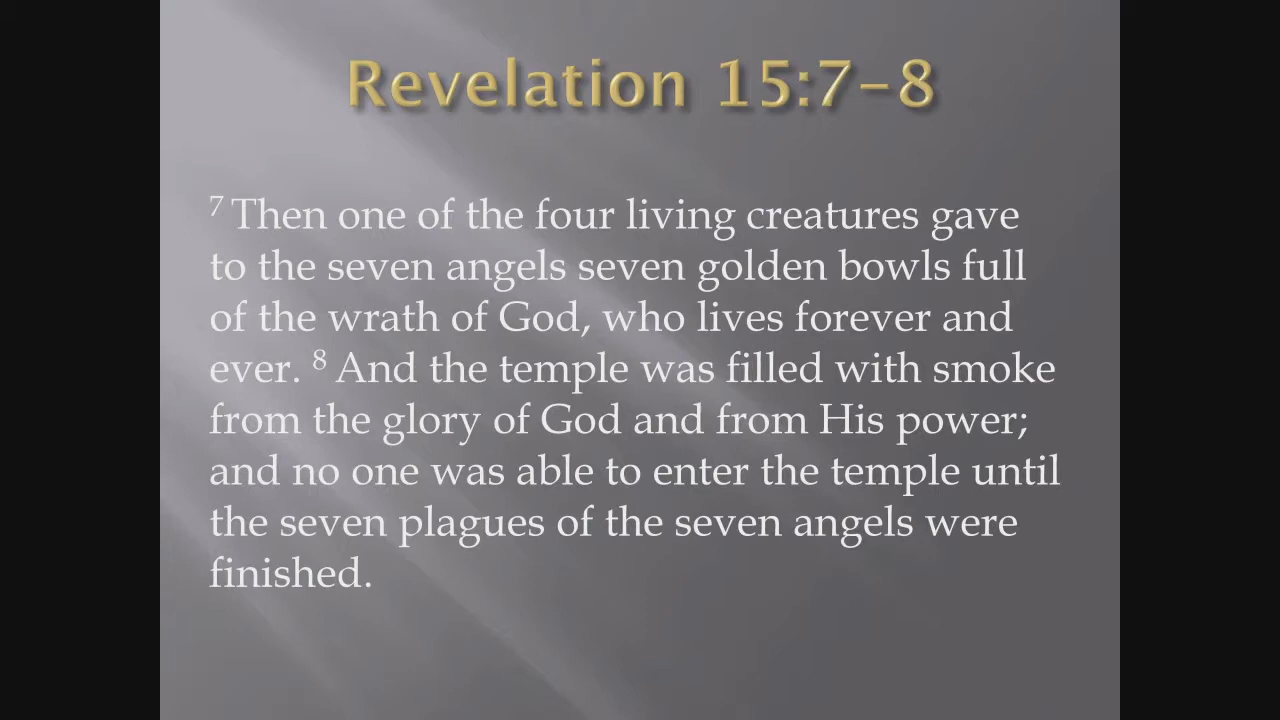 Revelation 15:7–8
7 Then one of the four living creatures gave
to the seven angels seven golden bowls full
of the wrath of God, who lives forever and
ever. 8 And the temple was filled with smoke
from the glory of God and from His power;
and no one was able to enter the temple until
the seven plagues of the seven angels were
finished.